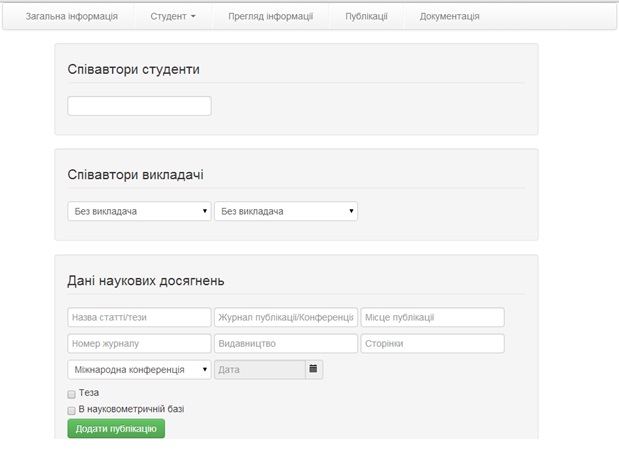 Загальна інформація Студент Прегляд інформації Публікації Документація
Співавтори студенти
Співавтори викладачі
Без викладача Без викладача
Дані наукових досягнень
Назва статті/тези Журнал публікації/Конференція Місце публікації
Номер журналу Видавництво Сторінки
Міжнародна конференція Дата
Теза
В наукометричній базі
Додати публікацію